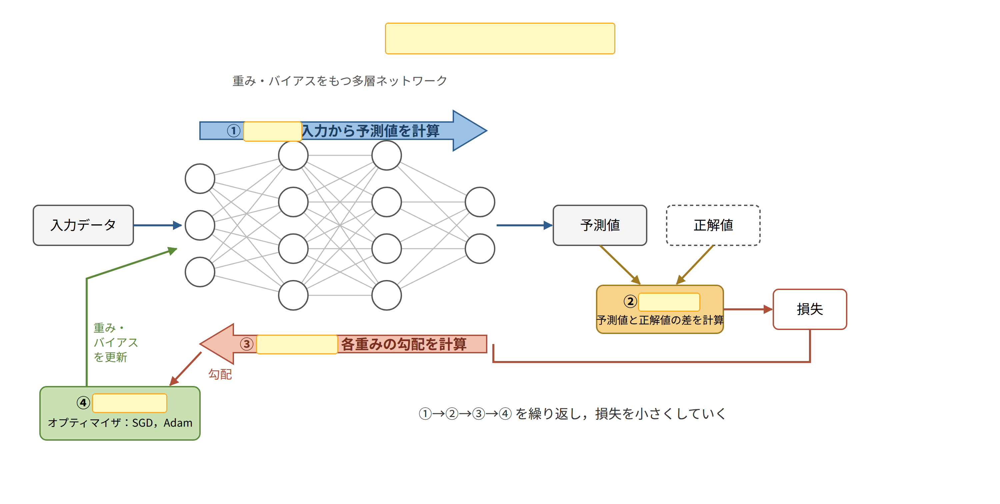 重み・バイアスをもつ多層ネットワーク
① 入力から予測値を計算
入力データ
予測値
正解値
②
予測値と正解値の差を計算
損失
重み・
バイアス
を更新
③ 各重みの勾配を計算
勾配
④
オプティマイザ：SGD，Adam
①→②→③→④ を繰り返し，損失を小さくしていく